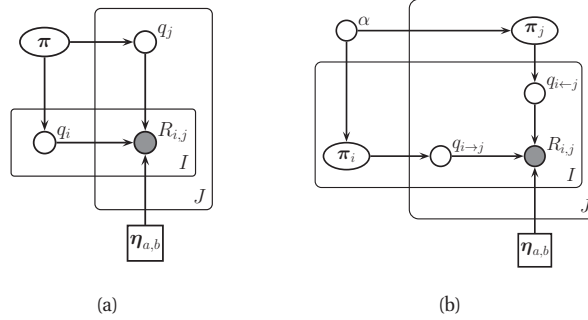 π q_j
q_i R_{i,j}
I
J
η_{a,b}
(a)
α π_j
q_{i←j}
π_i q_{i→j} R_{i,j}
I
J
η_{a,b}
(b)